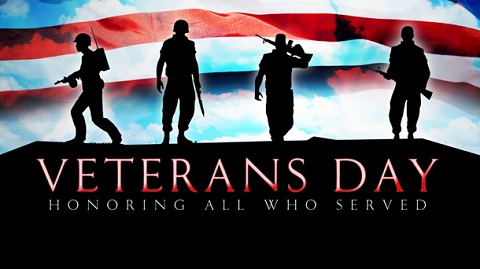 VETERANS DAY
HONORING ALL WHO SERVED